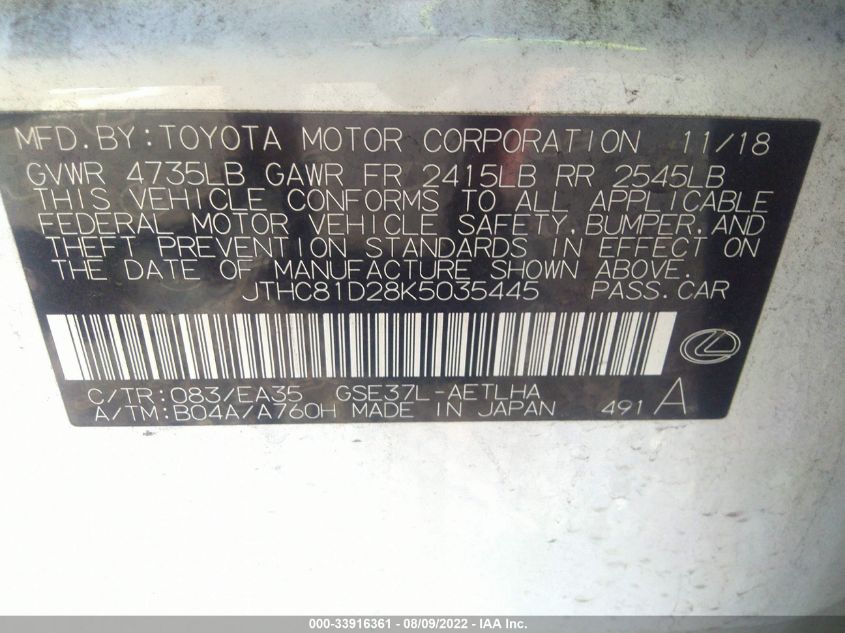 MFD.BY:TOYOTA MOTOR CORPORATION 11/18
GVWR 4735LB GAWR FR 2415LB RR 2545LB
THIS VEHICLE CONFORMS TO ALL APPLICABLE
FEDERAL MOTOR VEHICLE SAFETY,BUMPER,AND
THEFT PREVENTION STANDARDS IN EFFECT ON
THE DATE OF MANUFACTURE SHOWN ABOVE.
JTHC81D28K5035445 PASS.CAR
C/TR:083/EA35 GSE37L-AETLHA
A/TM:B04A/A760H MADE IN JAPAN 491 A
000-33916361 - 08/09/2022 - IAA Inc.